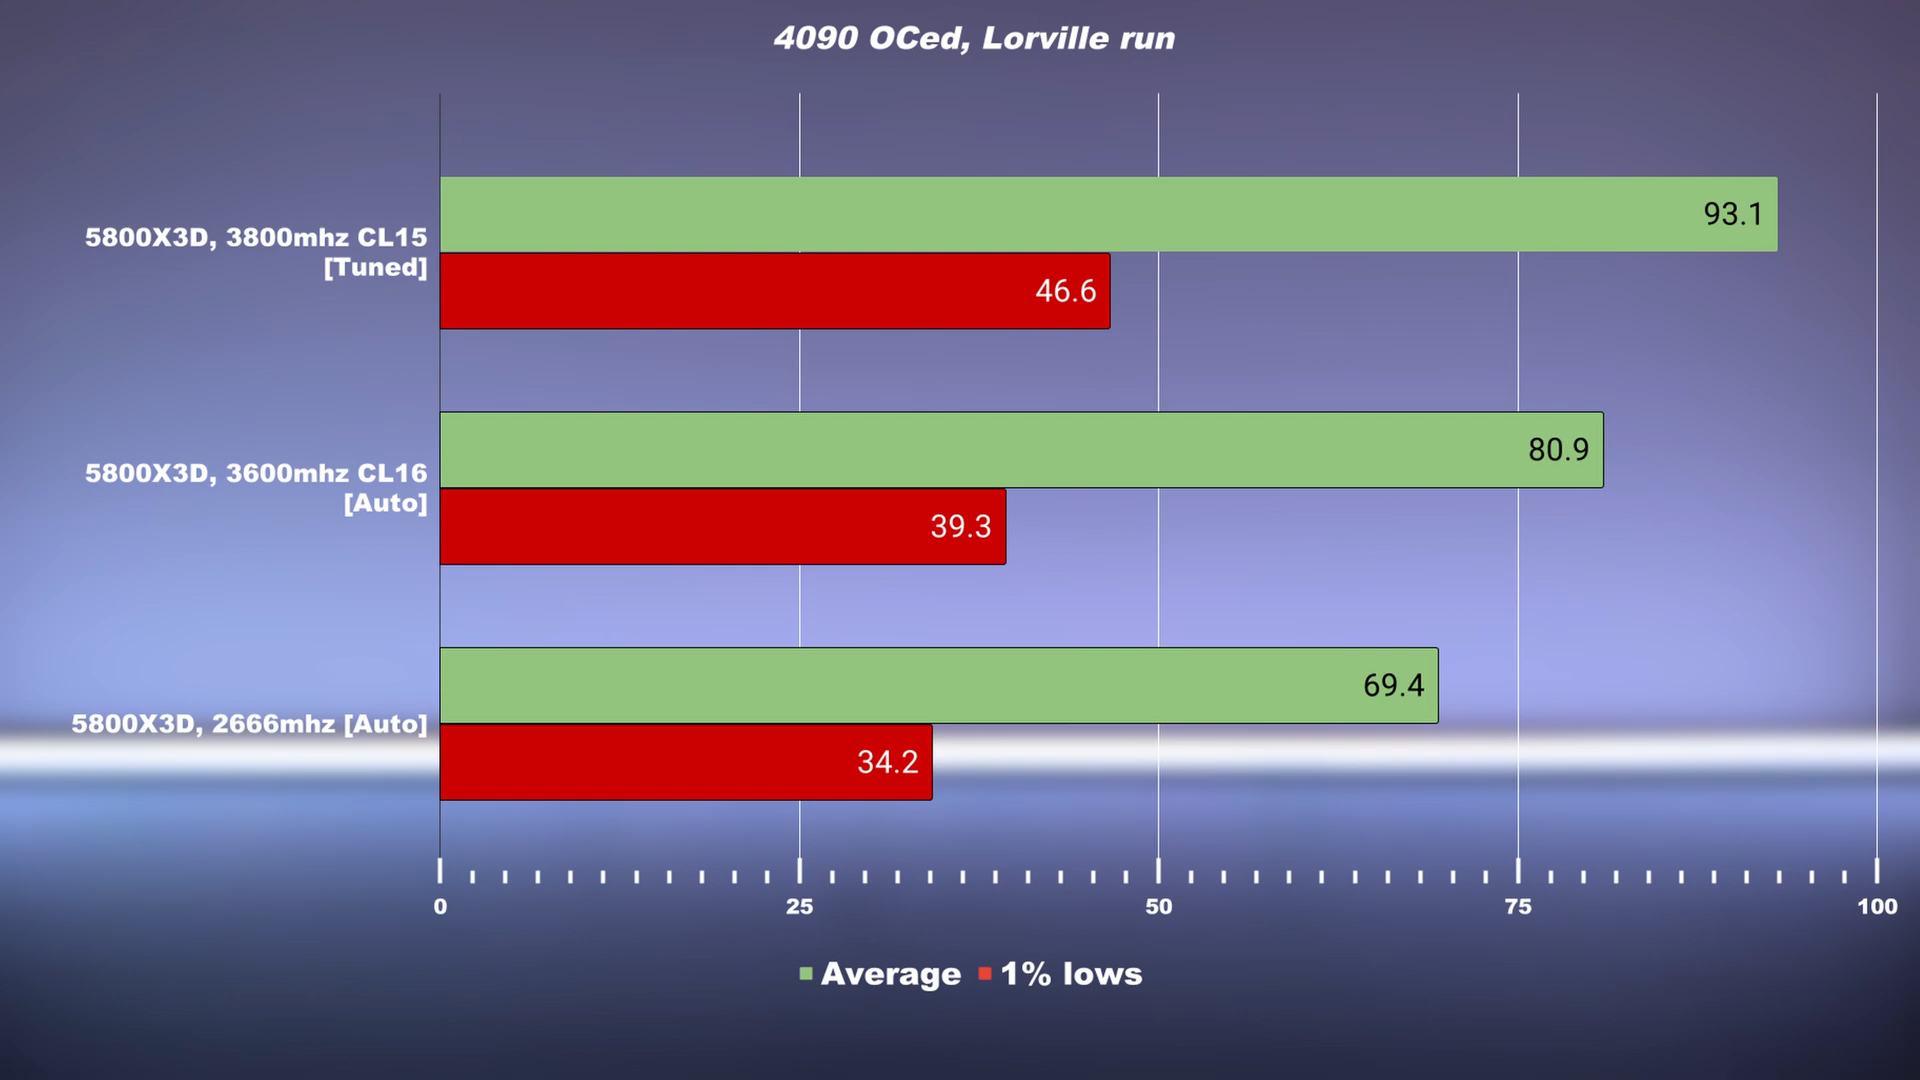 4090 OCed, Lorville run
5800X3D, 3800mhz CL15
[Tuned]
93.1
46.6
5800X3D, 3600mhz CL16
[Auto]
80.9
39.3
5800X3D, 2666mhz [Auto]
69.4
34.2
0 25 50 75 100
Average 1% lows